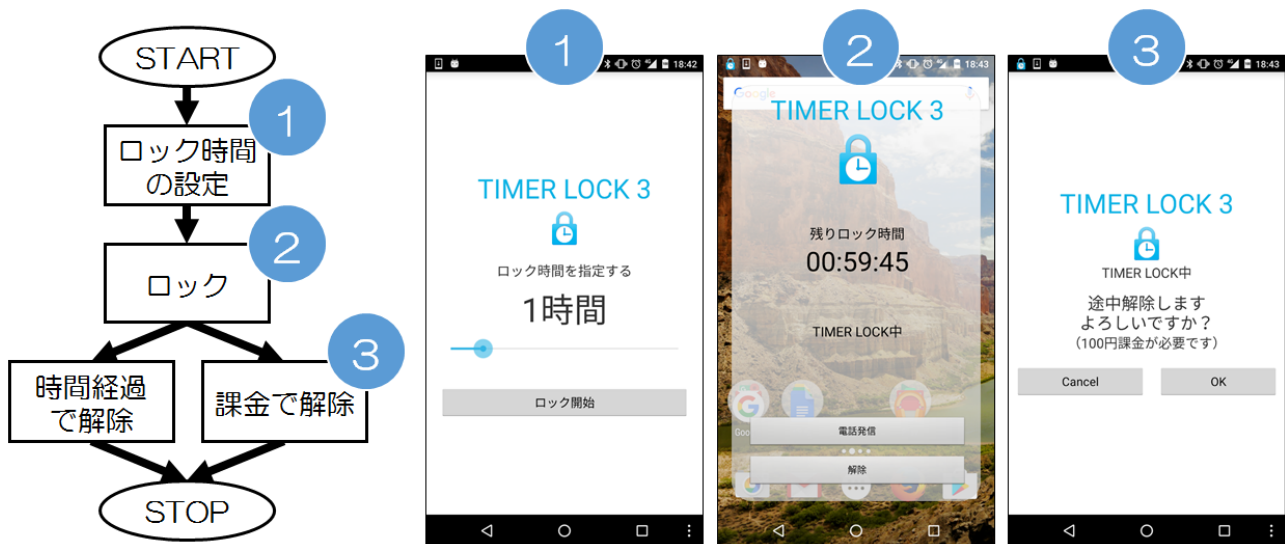 START
1
ロック時間
の設定
2
ロック
3
時間経過
で解除
課金で解除
STOP
1
18:42
TIMER LOCK 3
ロック時間を指定する
1時間
ロック開始
2
18:43
Google
TIMER LOCK 3
残りロック時間
00:59:45
TIMER LOCK中
電話発信
解除
3
18:43
TIMER LOCK 3
TIMER LOCK中
途中解除します
よろしいですか？
（100円課金が必要です）
Cancel
OK